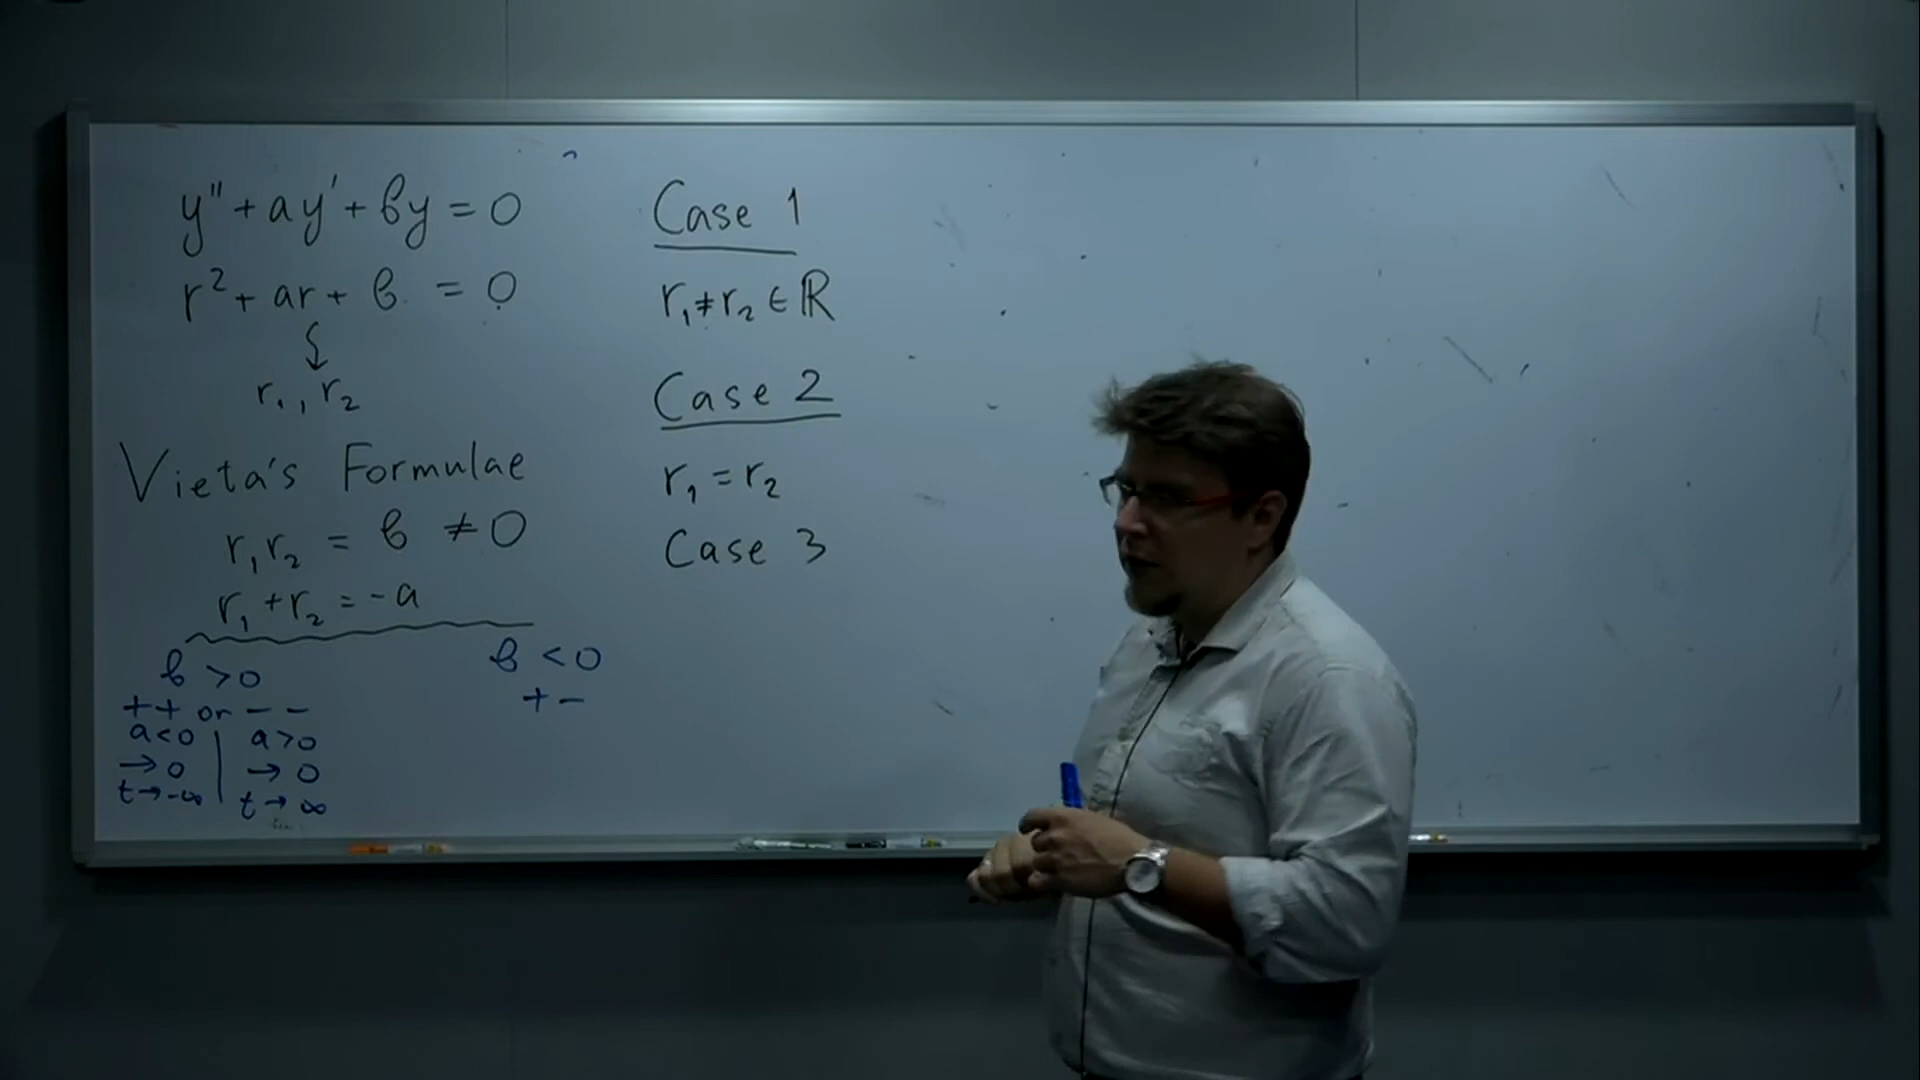 y'' + ay' + by = 0
r² + ar + b = 0
r₁, r₂
Vieta's Formulae
r₁r₂ = b ≠ 0
r₁ + r₂ = -a
b > 0
+ + or - -
a < 0 | a > 0
→ 0 | → 0
t → -∞ | t → ∞
b < 0
+ -
Case 1
r₁ ≠ r₂ ∈ ℝ
Case 2
r₁ = r₂
Case 3